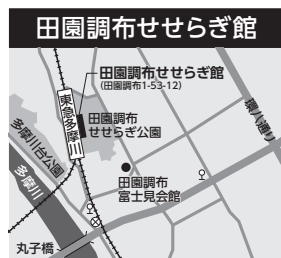 田園調布せせらぎ館
田園調布せせらぎ館
(田園調布1-53-12)
東急多摩川
田園調布
せせらぎ公園
環八通り
多摩川台公園
多摩川
田園調布
富士見会館
丸子橋